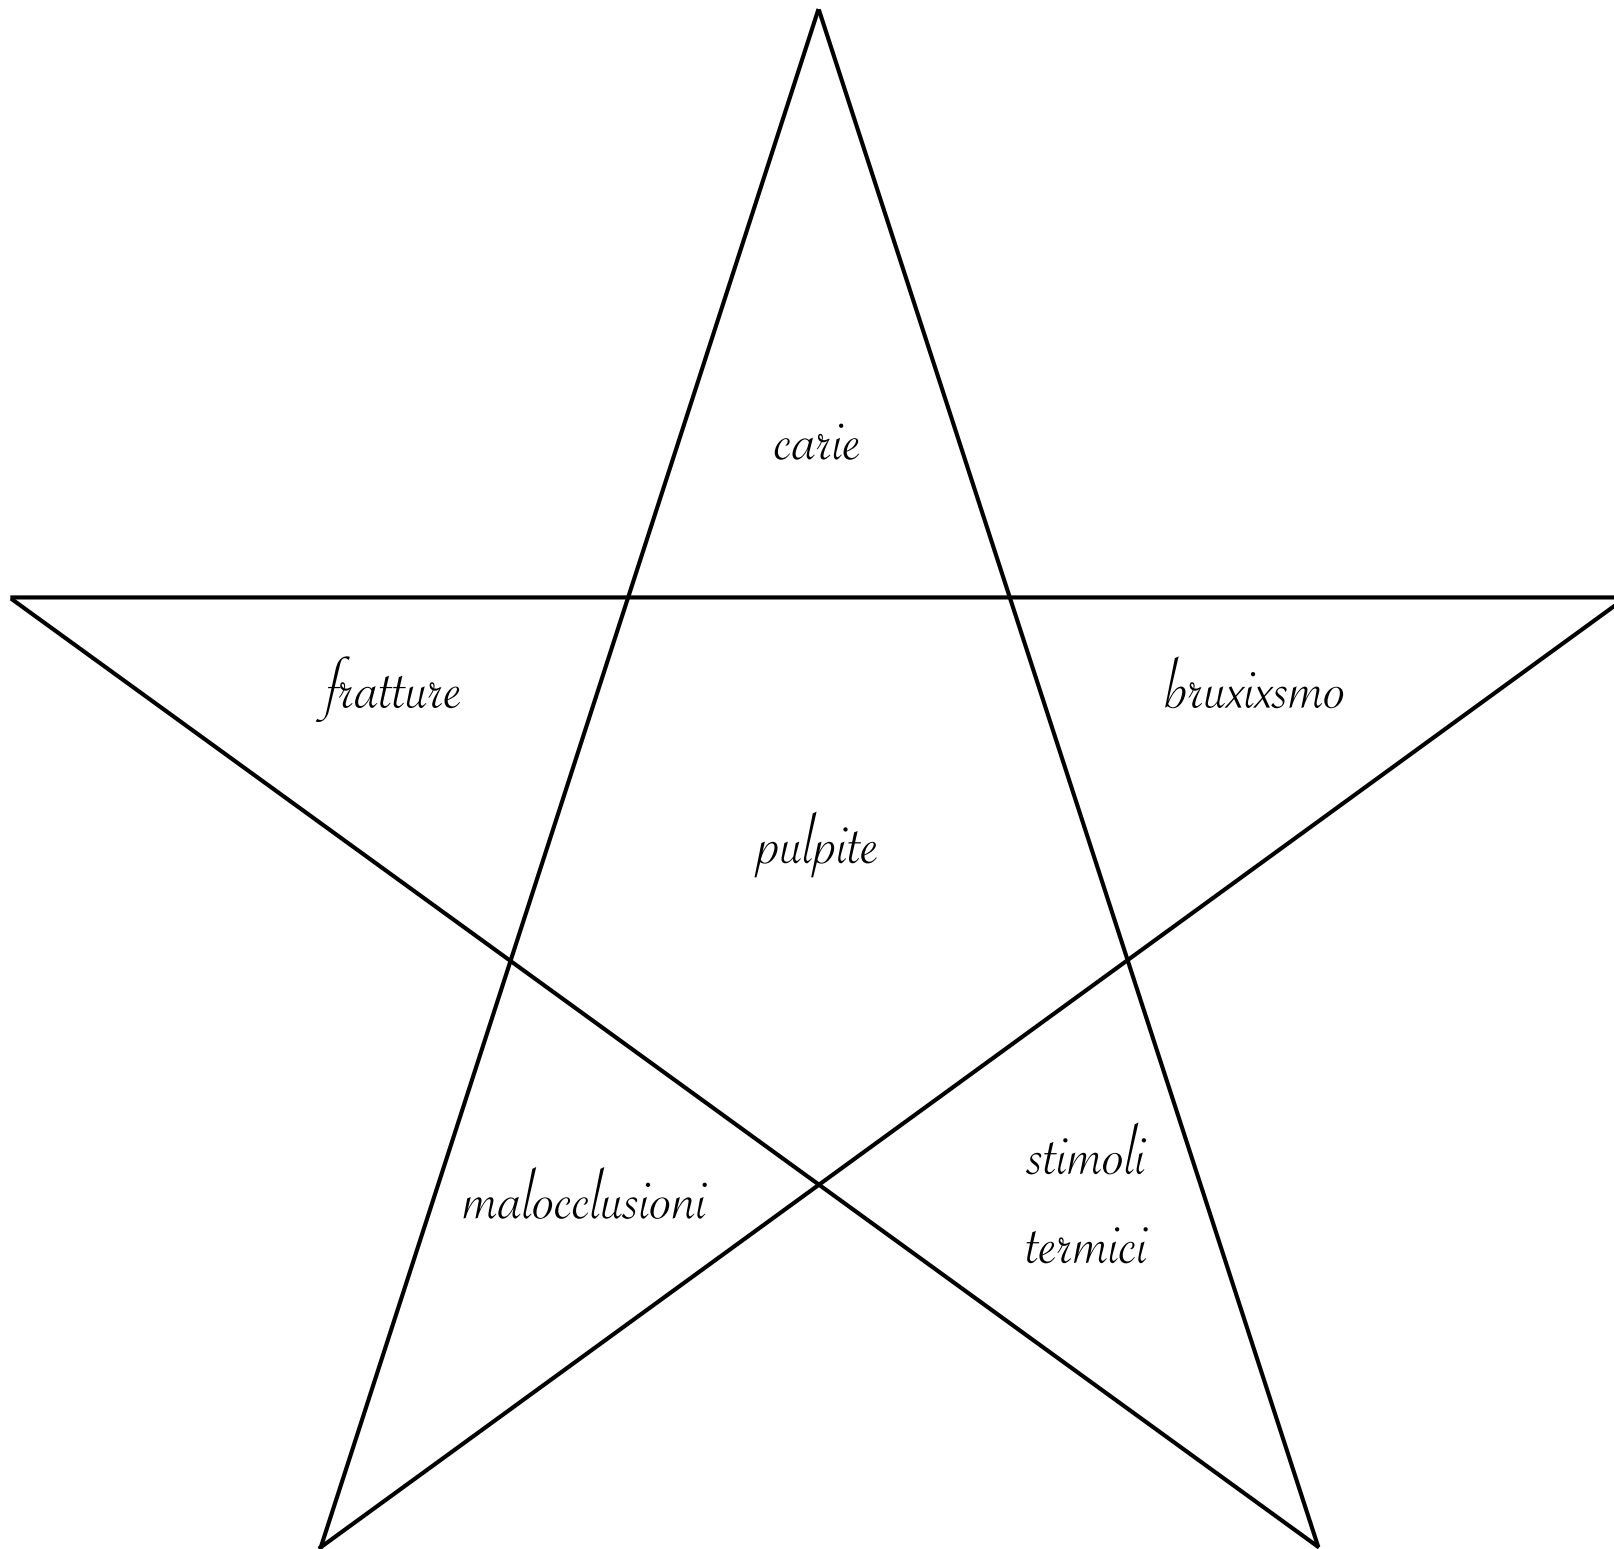 carie
fratture
bruxixsmo
pulpite
malocclusioni
stimoli
termici